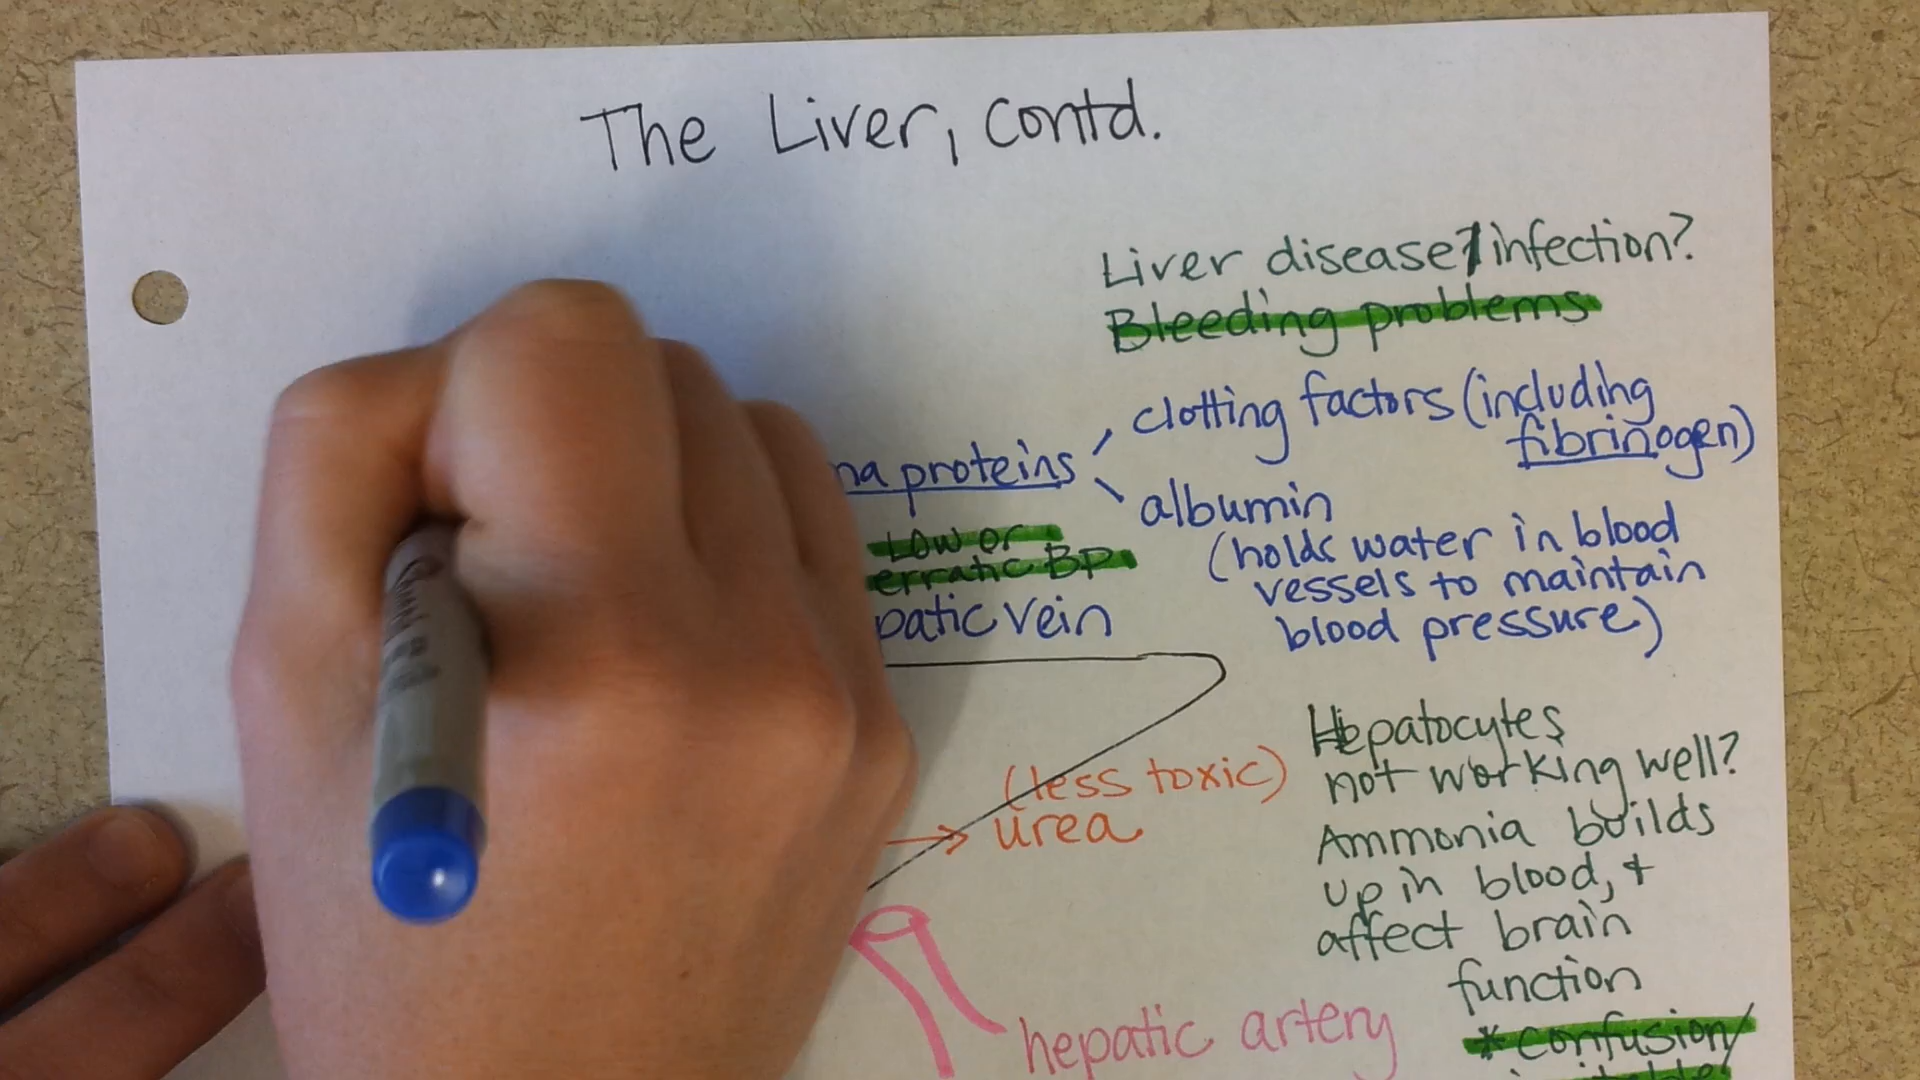 The Liver, contd.
Liver disease/infection?
Bleeding problems
clotting factors (including
fibrinogen)
proteins
albumin
(holds water in blood
vessels to maintain
blood pressure)
Low or
erratic BP
vein
Hepatocytes
not working well?
Ammonia builds
up in blood, +
affect brain
function
* confusion/
(less toxic)
→ urea
hepatic artery